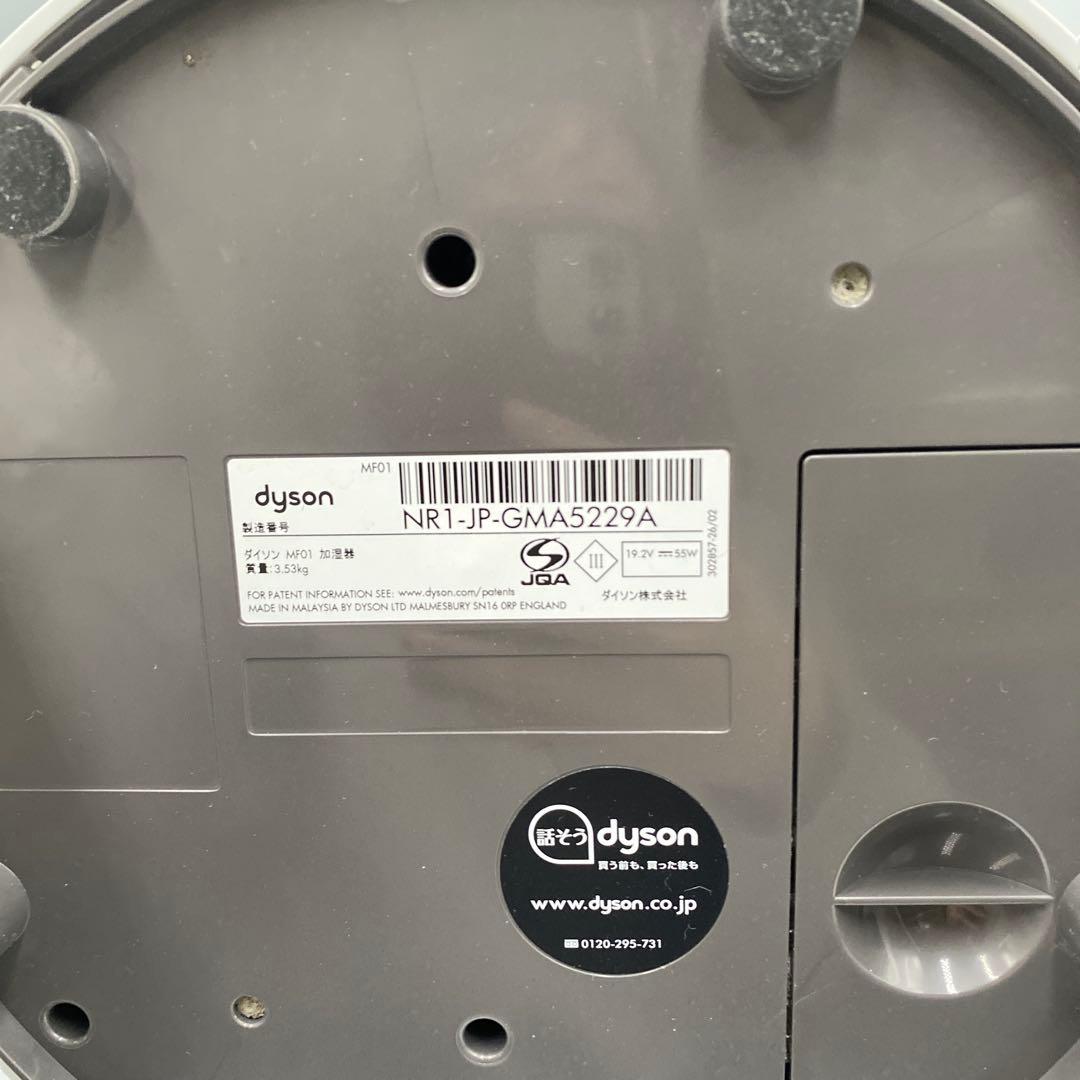 MF01
dyson
NR1-JP-GMA5229A
製造番号
ダイソン MF01 加湿器
質量:3.53kg
JQA
III
19.2V ⎓ 55W
302857-26/02
FOR PATENT INFORMATION SEE: www.dyson.com/patents
ダイソン株式会社
MADE IN MALAYSIA BY DYSON LTD MALMESBURY SN16 0RP ENGLAND
話そう dyson
買う前も、買った後も
www.dyson.co.jp
0120-295-731